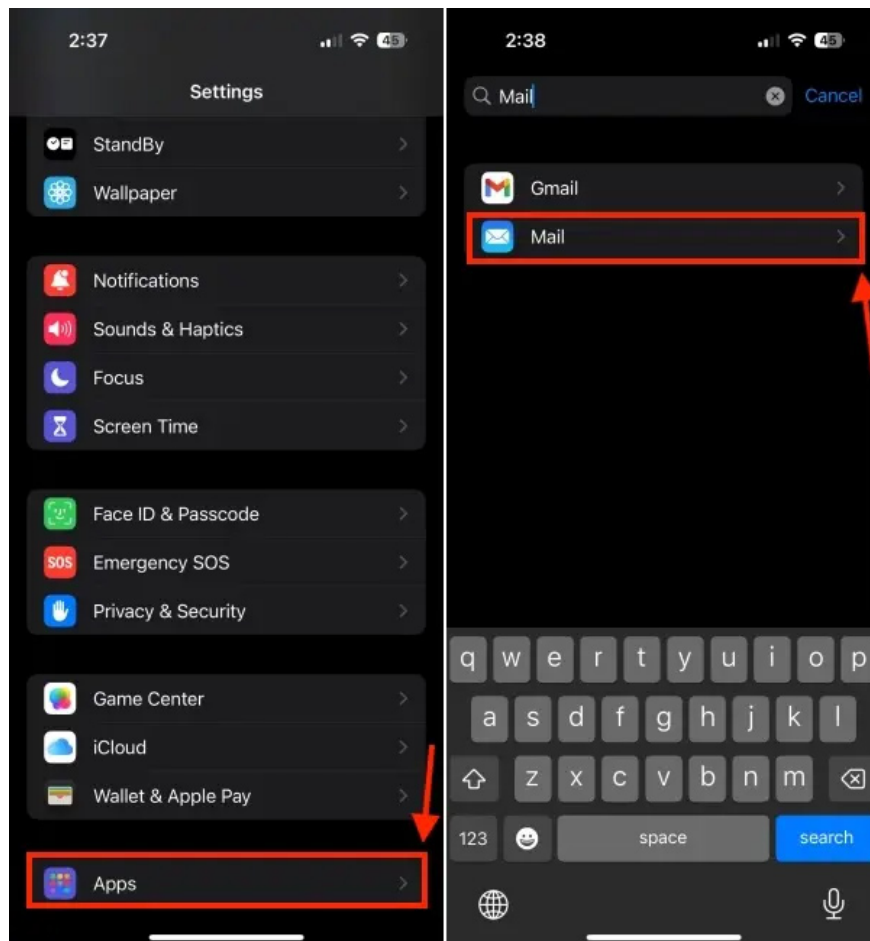 2:37
45
Settings
StandBy
Wallpaper
Notifications
Sounds & Haptics
Focus
Screen Time
Face ID & Passcode
SOS
Emergency SOS
Privacy & Security
Game Center
iCloud
Wallet & Apple Pay
Apps
2:38
45
Mail
Cancel
Gmail
Mail
q w e r t y u i o p
a s d f g h j k l
z x c v b n m
123 space search